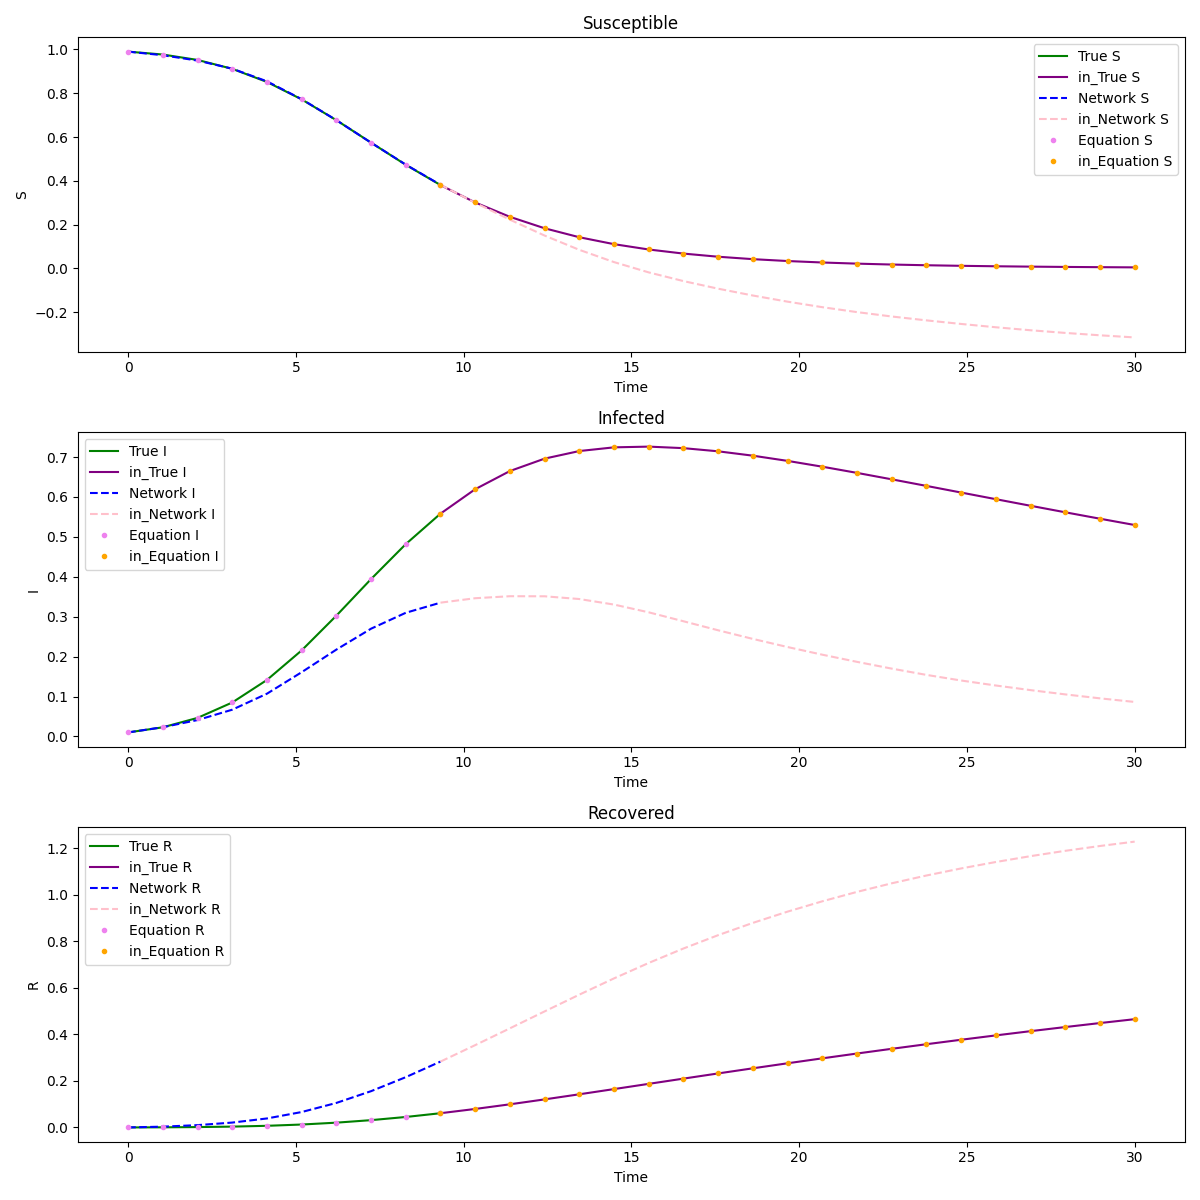 Susceptible
1.0
0.8
0.6
0.4
0.2
0.0
−0.2
S
True S
in_True S
Network S
in_Network S
Equation S
in_Equation S
0 5 10 15 20 25 30
Time
Infected
0.7
0.6
0.5
0.4
0.3
0.2
0.1
0.0
I
True I
in_True I
Network I
in_Network I
Equation I
in_Equation I
0 5 10 15 20 25 30
Time
Recovered
1.2
1.0
0.8
0.6
0.4
0.2
0.0
R
True R
in_True R
Network R
in_Network R
Equation R
in_Equation R
0 5 10 15 20 25 30
Time